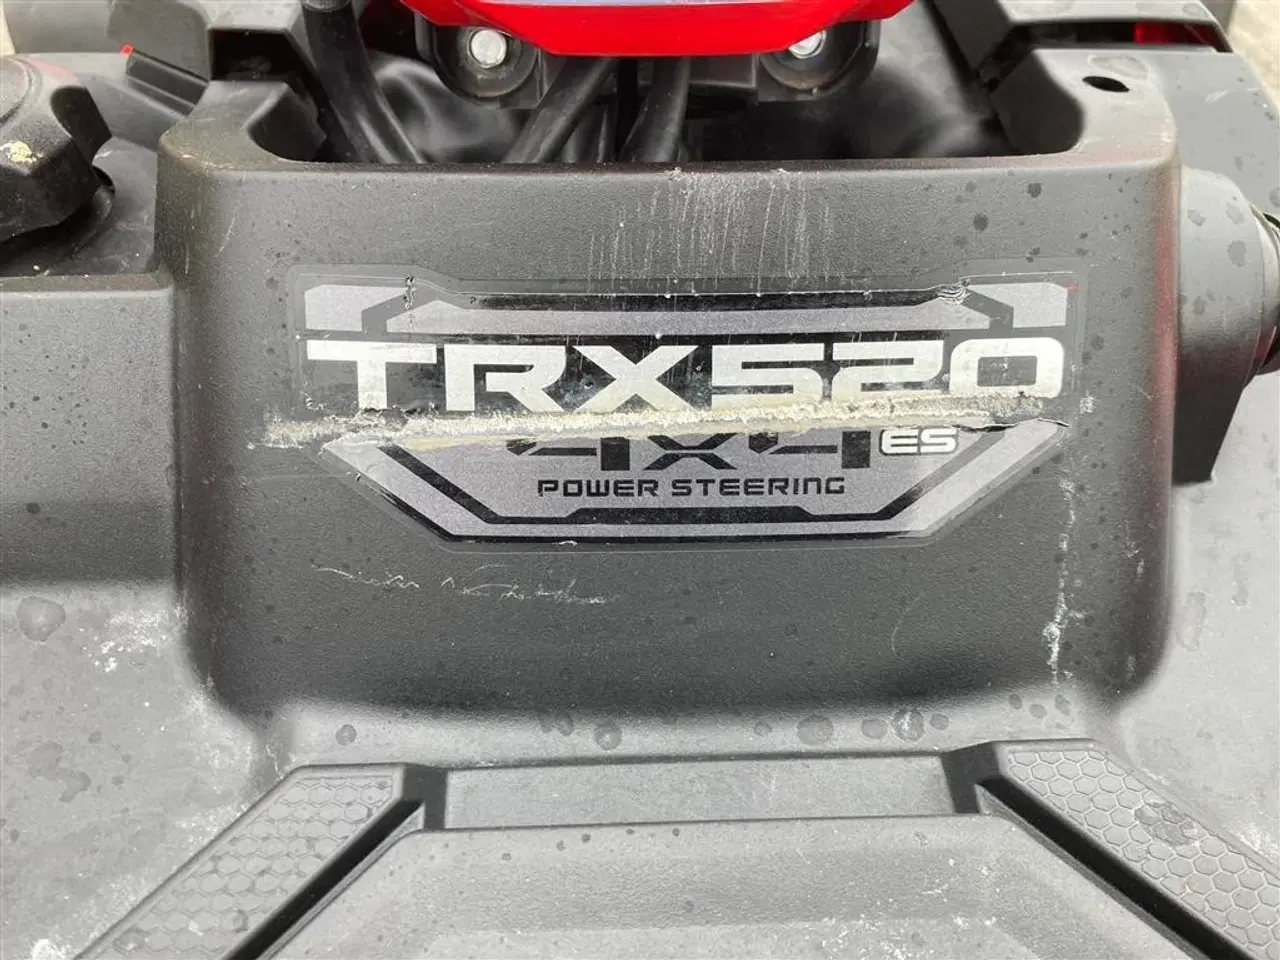 TRX520
4x4 ES
POWER STEERING